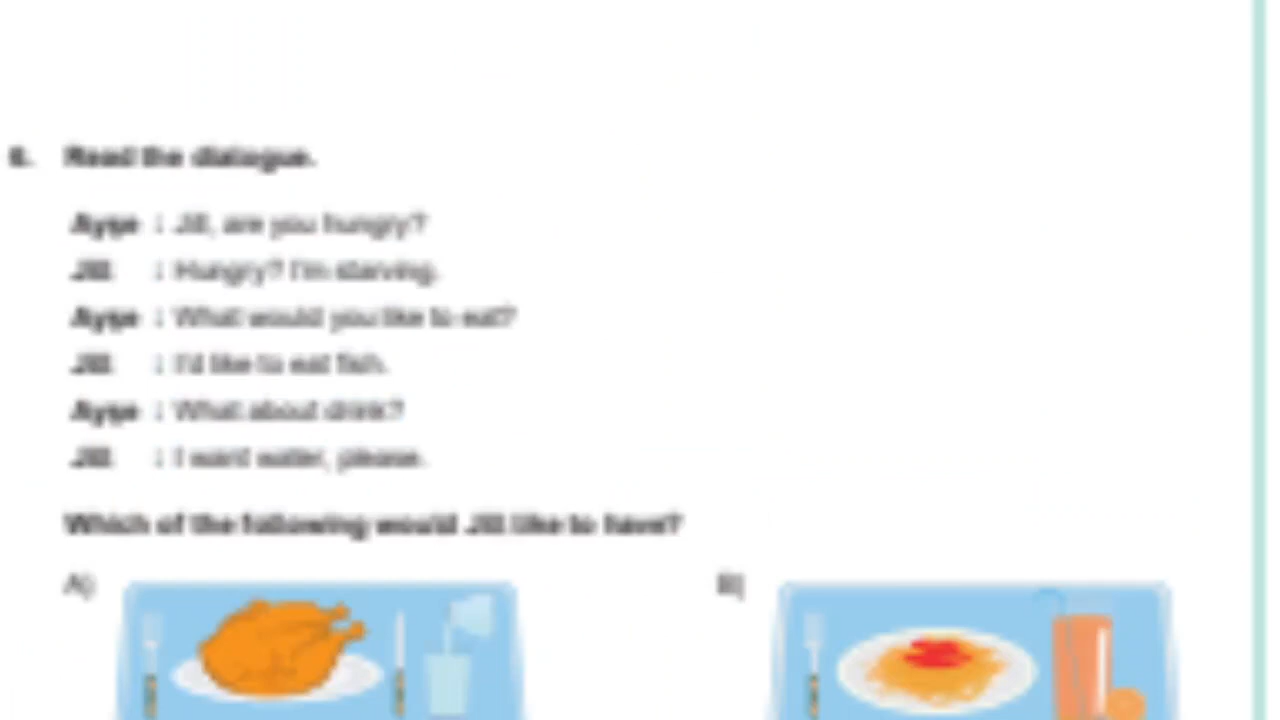 Read the dialogue.
Ayşe : Jill, are you hungry?
Jill : Hungry? I'm starving.
Ayşe : What would you like to eat?
Jill : I'd like to eat fish.
Ayşe : What about drink?
Jill : I want water, please.
Which of the following would Jill like to have?
A) B)